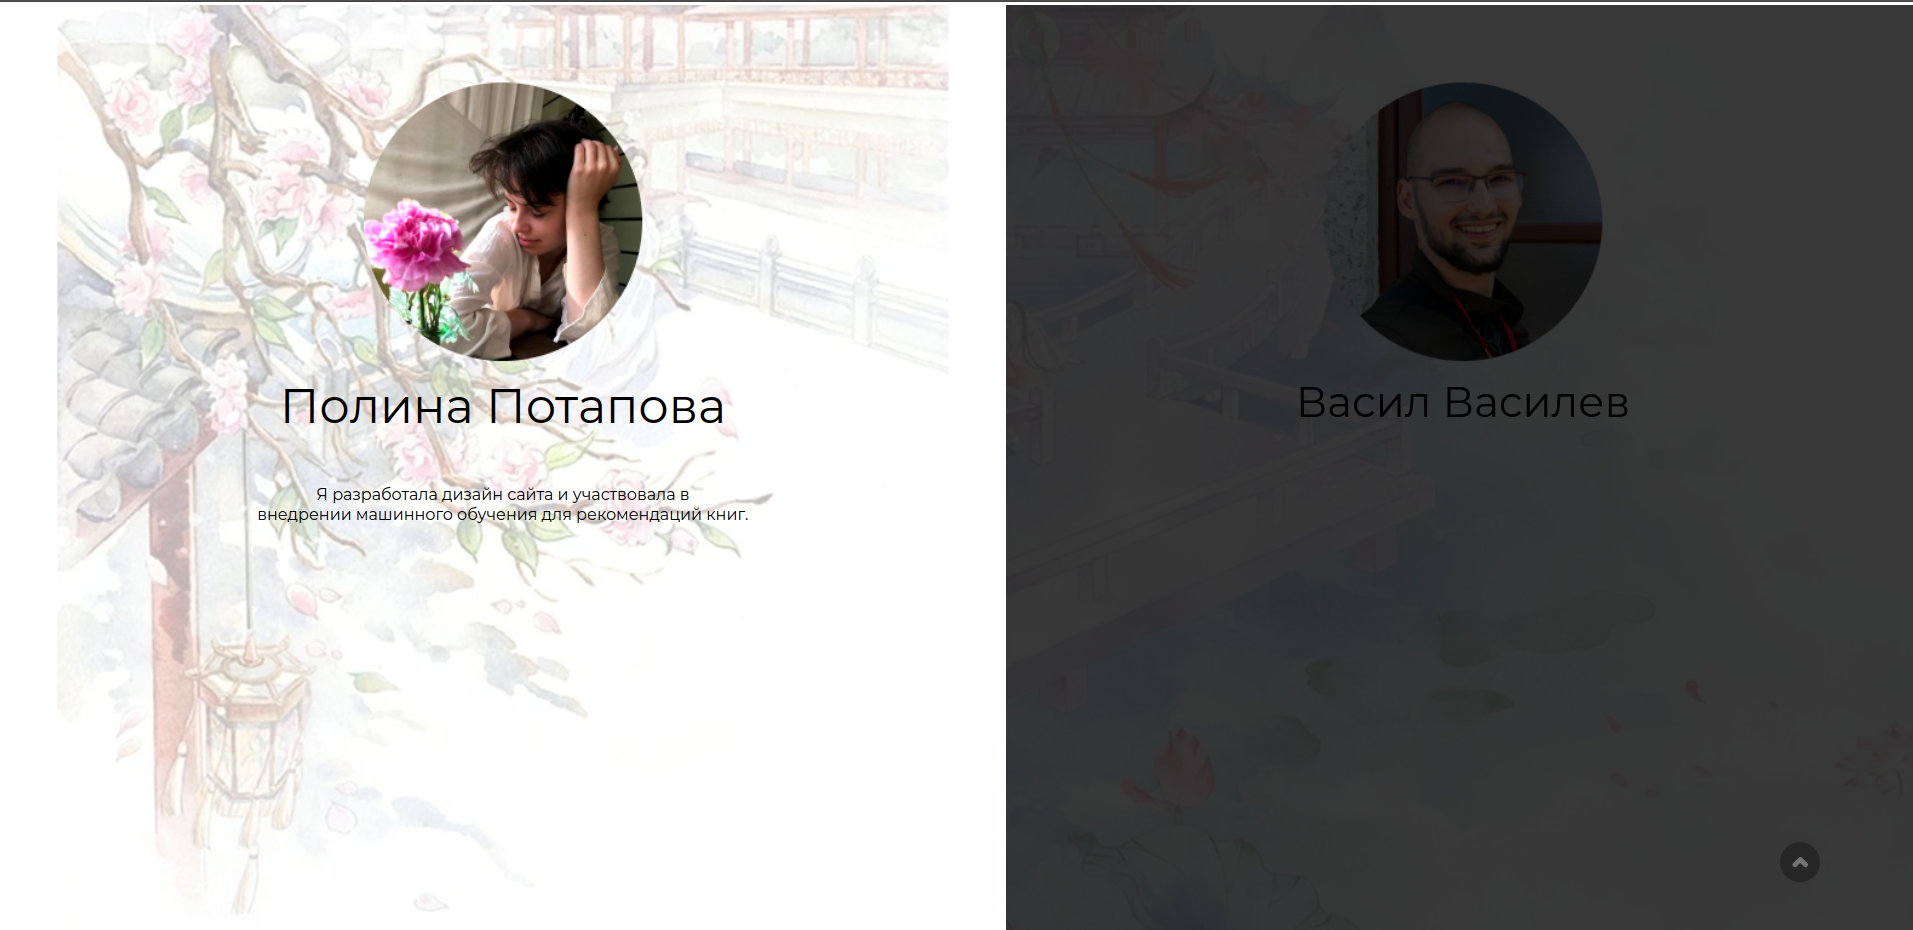 Полина Потапова
Я разработала дизайн сайта и участвовала в
внедрении машинного обучения для рекомендаций книг.
Васил Василев